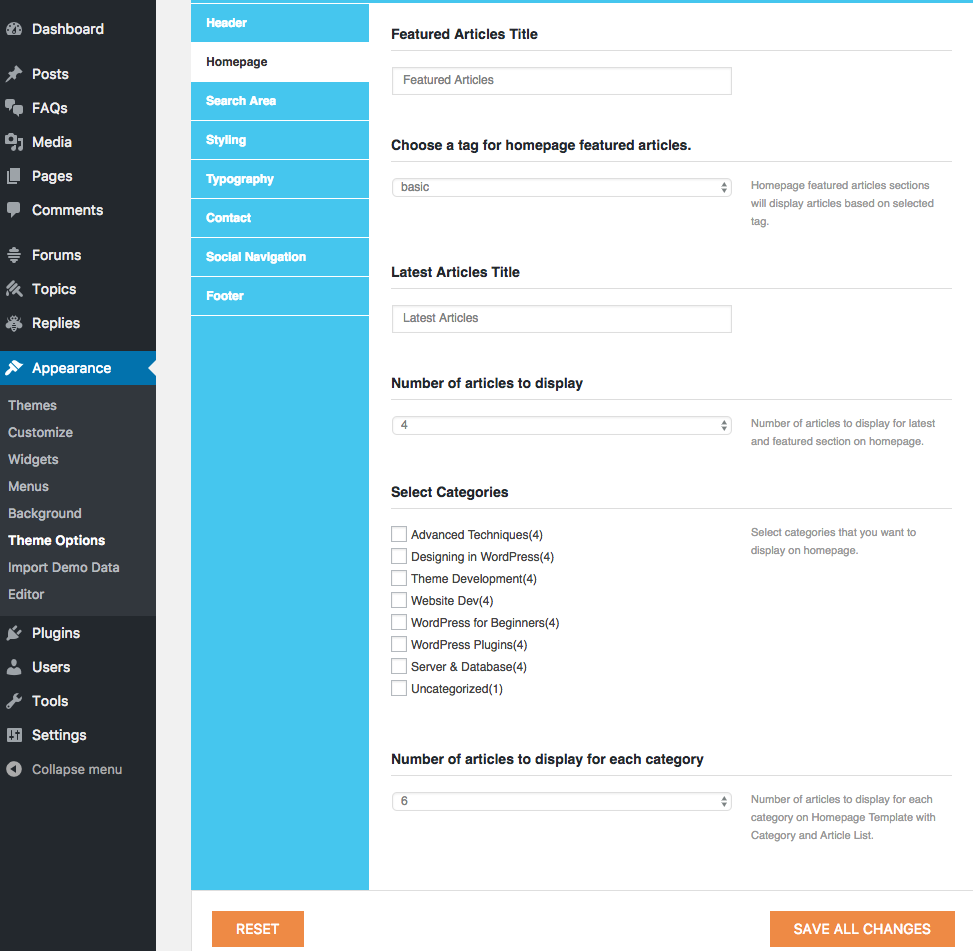 Dashboard
Posts
FAQs
Media
Pages
Comments
Forums
Topics
Replies
Appearance
Themes
Customize
Widgets
Menus
Background
Theme Options
Import Demo Data
Editor
Plugins
Users
Tools
Settings
Collapse menu
Header
Homepage
Search Area
Styling
Typography
Contact
Social Navigation
Footer
Featured Articles Title
Featured Articles
Choose a tag for homepage featured articles.
basic
Homepage featured articles sections
will display articles based on selected
tag.
Latest Articles Title
Latest Articles
Number of articles to display
4
Number of articles to display for latest
and featured section on homepage.
Select Categories
Advanced Techniques(4)
Designing in WordPress(4)
Theme Development(4)
Website Dev(4)
WordPress for Beginners(4)
WordPress Plugins(4)
Server & Database(4)
Uncategorized(1)
Select categories that you want to
display on homepage.
Number of articles to display for each category
6
Number of articles to display for each
category on Homepage Template with
Category and Article List.
RESET
SAVE ALL CHANGES